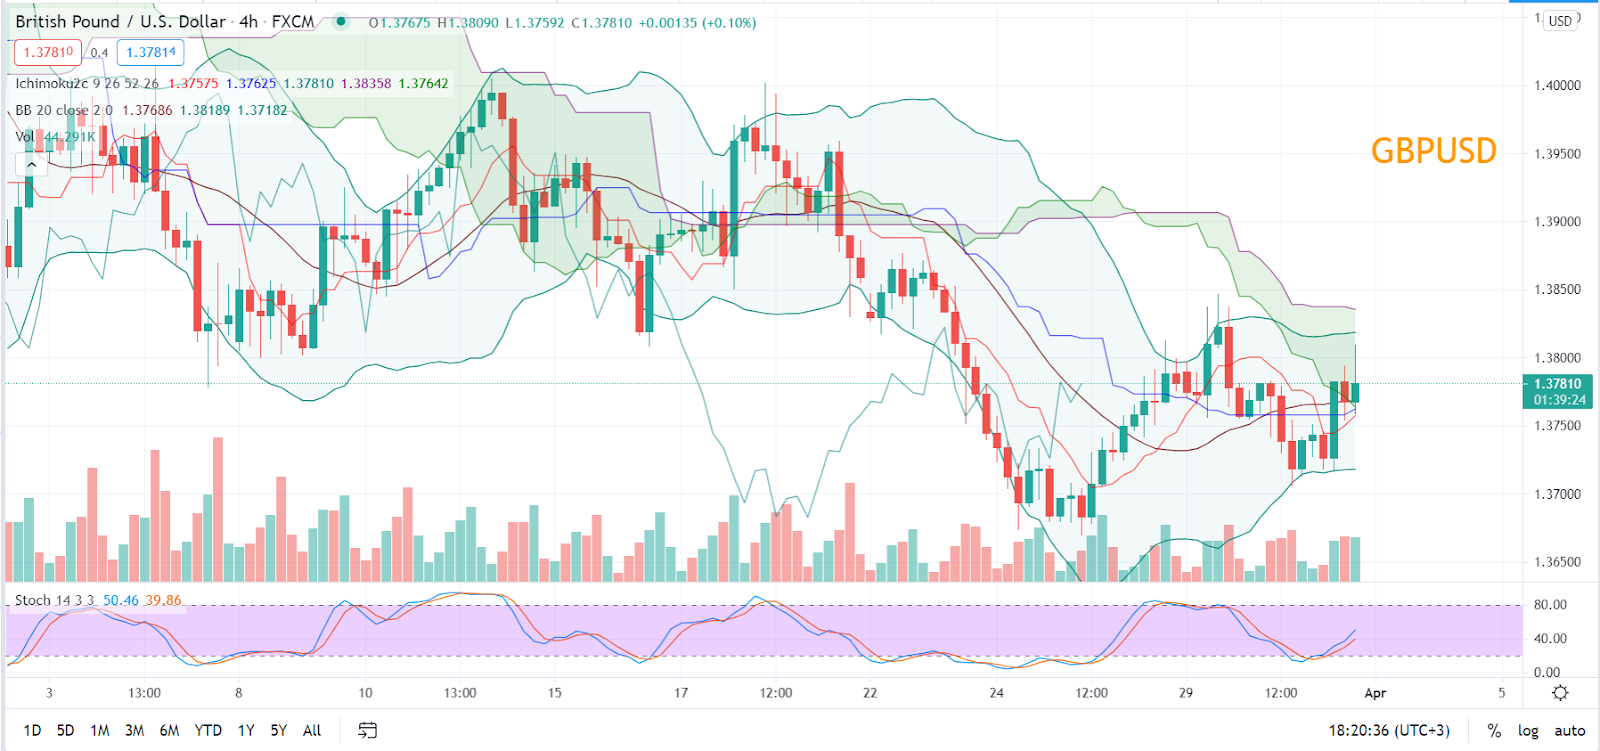 British Pound / U.S. Dollar · 4h · FXCM O1.37675 H1.38090 L1.37592 C1.37810 +0.00135 (+0.10%)
USD
1.37810 0.4 1.37814
Ichimoku2c 9 26 52 26 1.37575 1.37625 1.37810 1.38358 1.37642
1.40000
BB 20 close 2 0 1.37686 1.38189 1.37182
Vol 44.291K
GBPUSD
1.39500
1.39000
1.38500
1.38000
1.37810
01:39:24
1.37500
1.37000
1.36500
Stoch 14 3 3 50.46 39.86
80.00
40.00
0.00
3 13:00 8 10 13:00 15 17 12:00 22 24 12:00 29 12:00 Apr 5
1D 5D 1M 3M 6M YTD 1Y 5Y All 18:20:36 (UTC+3) % log auto